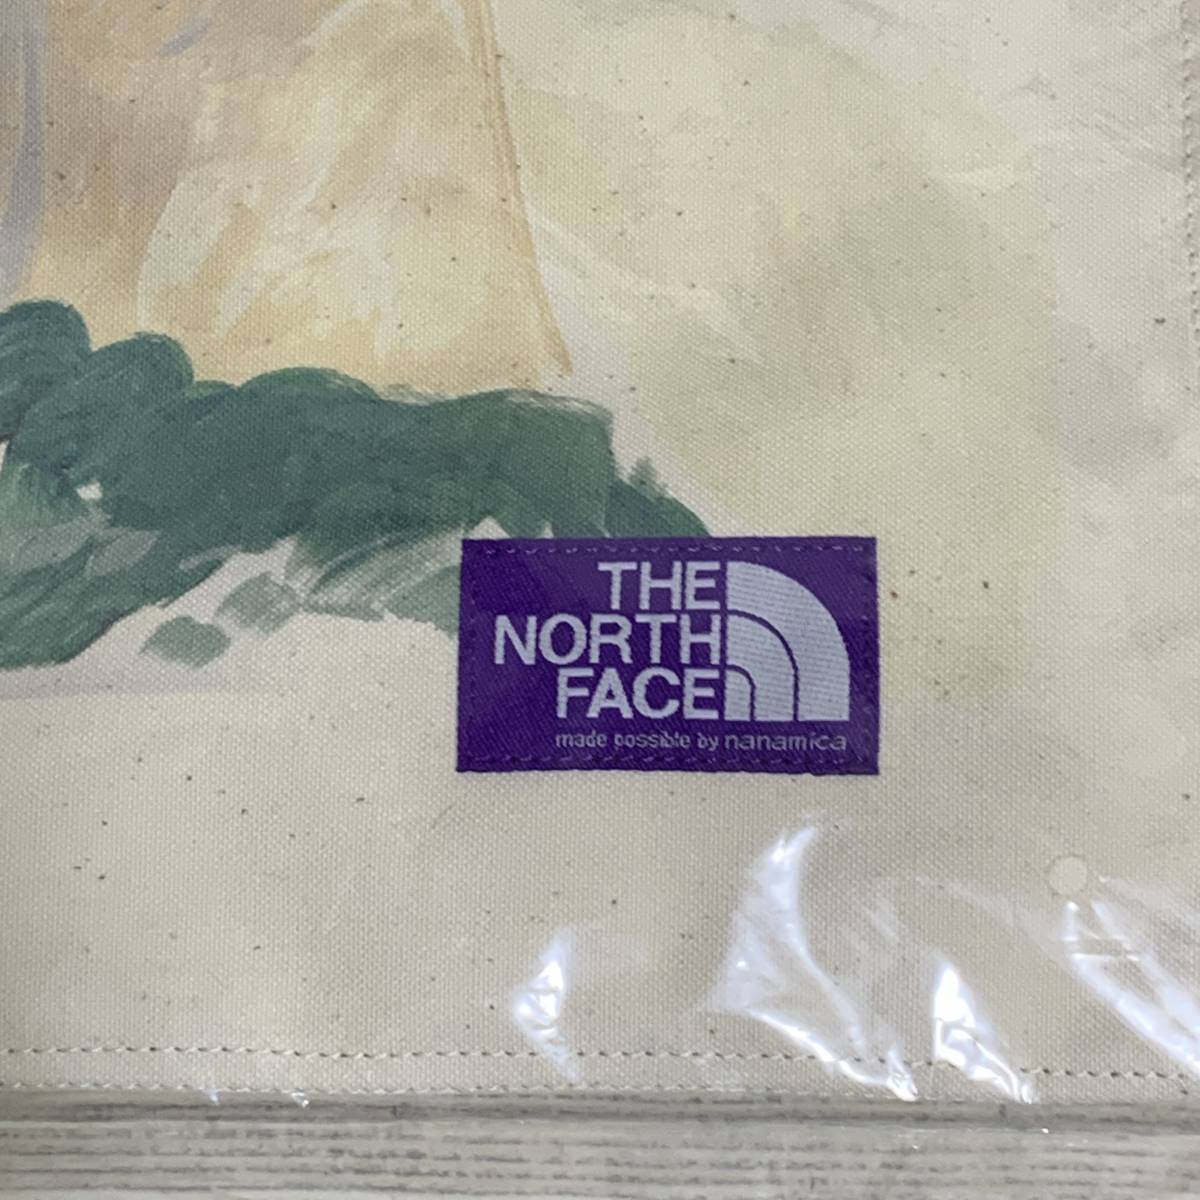 THE
NORTH
FACE
made possible by nanamica